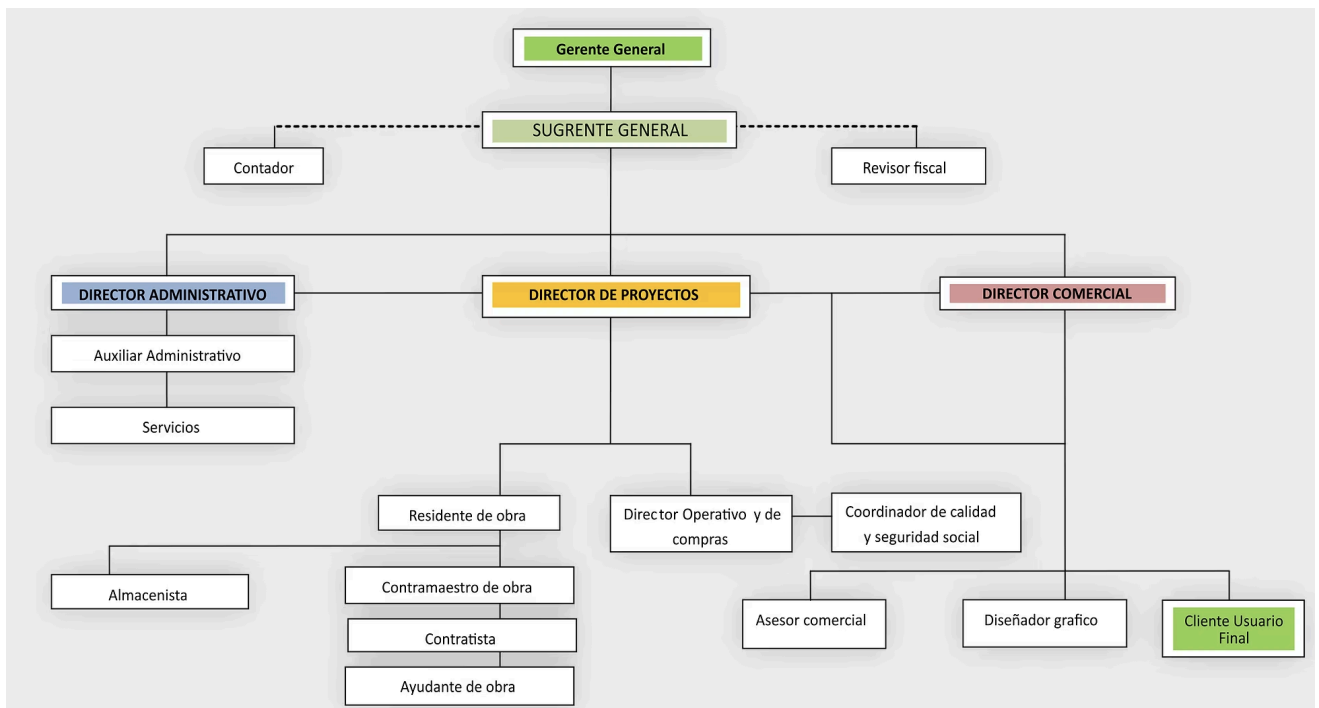 Gerente General
SUGRENTE GENERAL
Contador
Revisor fiscal
DIRECTOR ADMINISTRATIVO
DIRECTOR DE PROYECTOS
DIRECTOR COMERCIAL
Auxiliar Administrativo
Servicios
Residente de obra
Director Operativo y de
compras
Coordinador de calidad
y seguridad social
Almacenista
Contramaestro de obra
Contratista
Ayudante de obra
Asesor comercial
Diseñador grafico
Cliente Usuario
Final